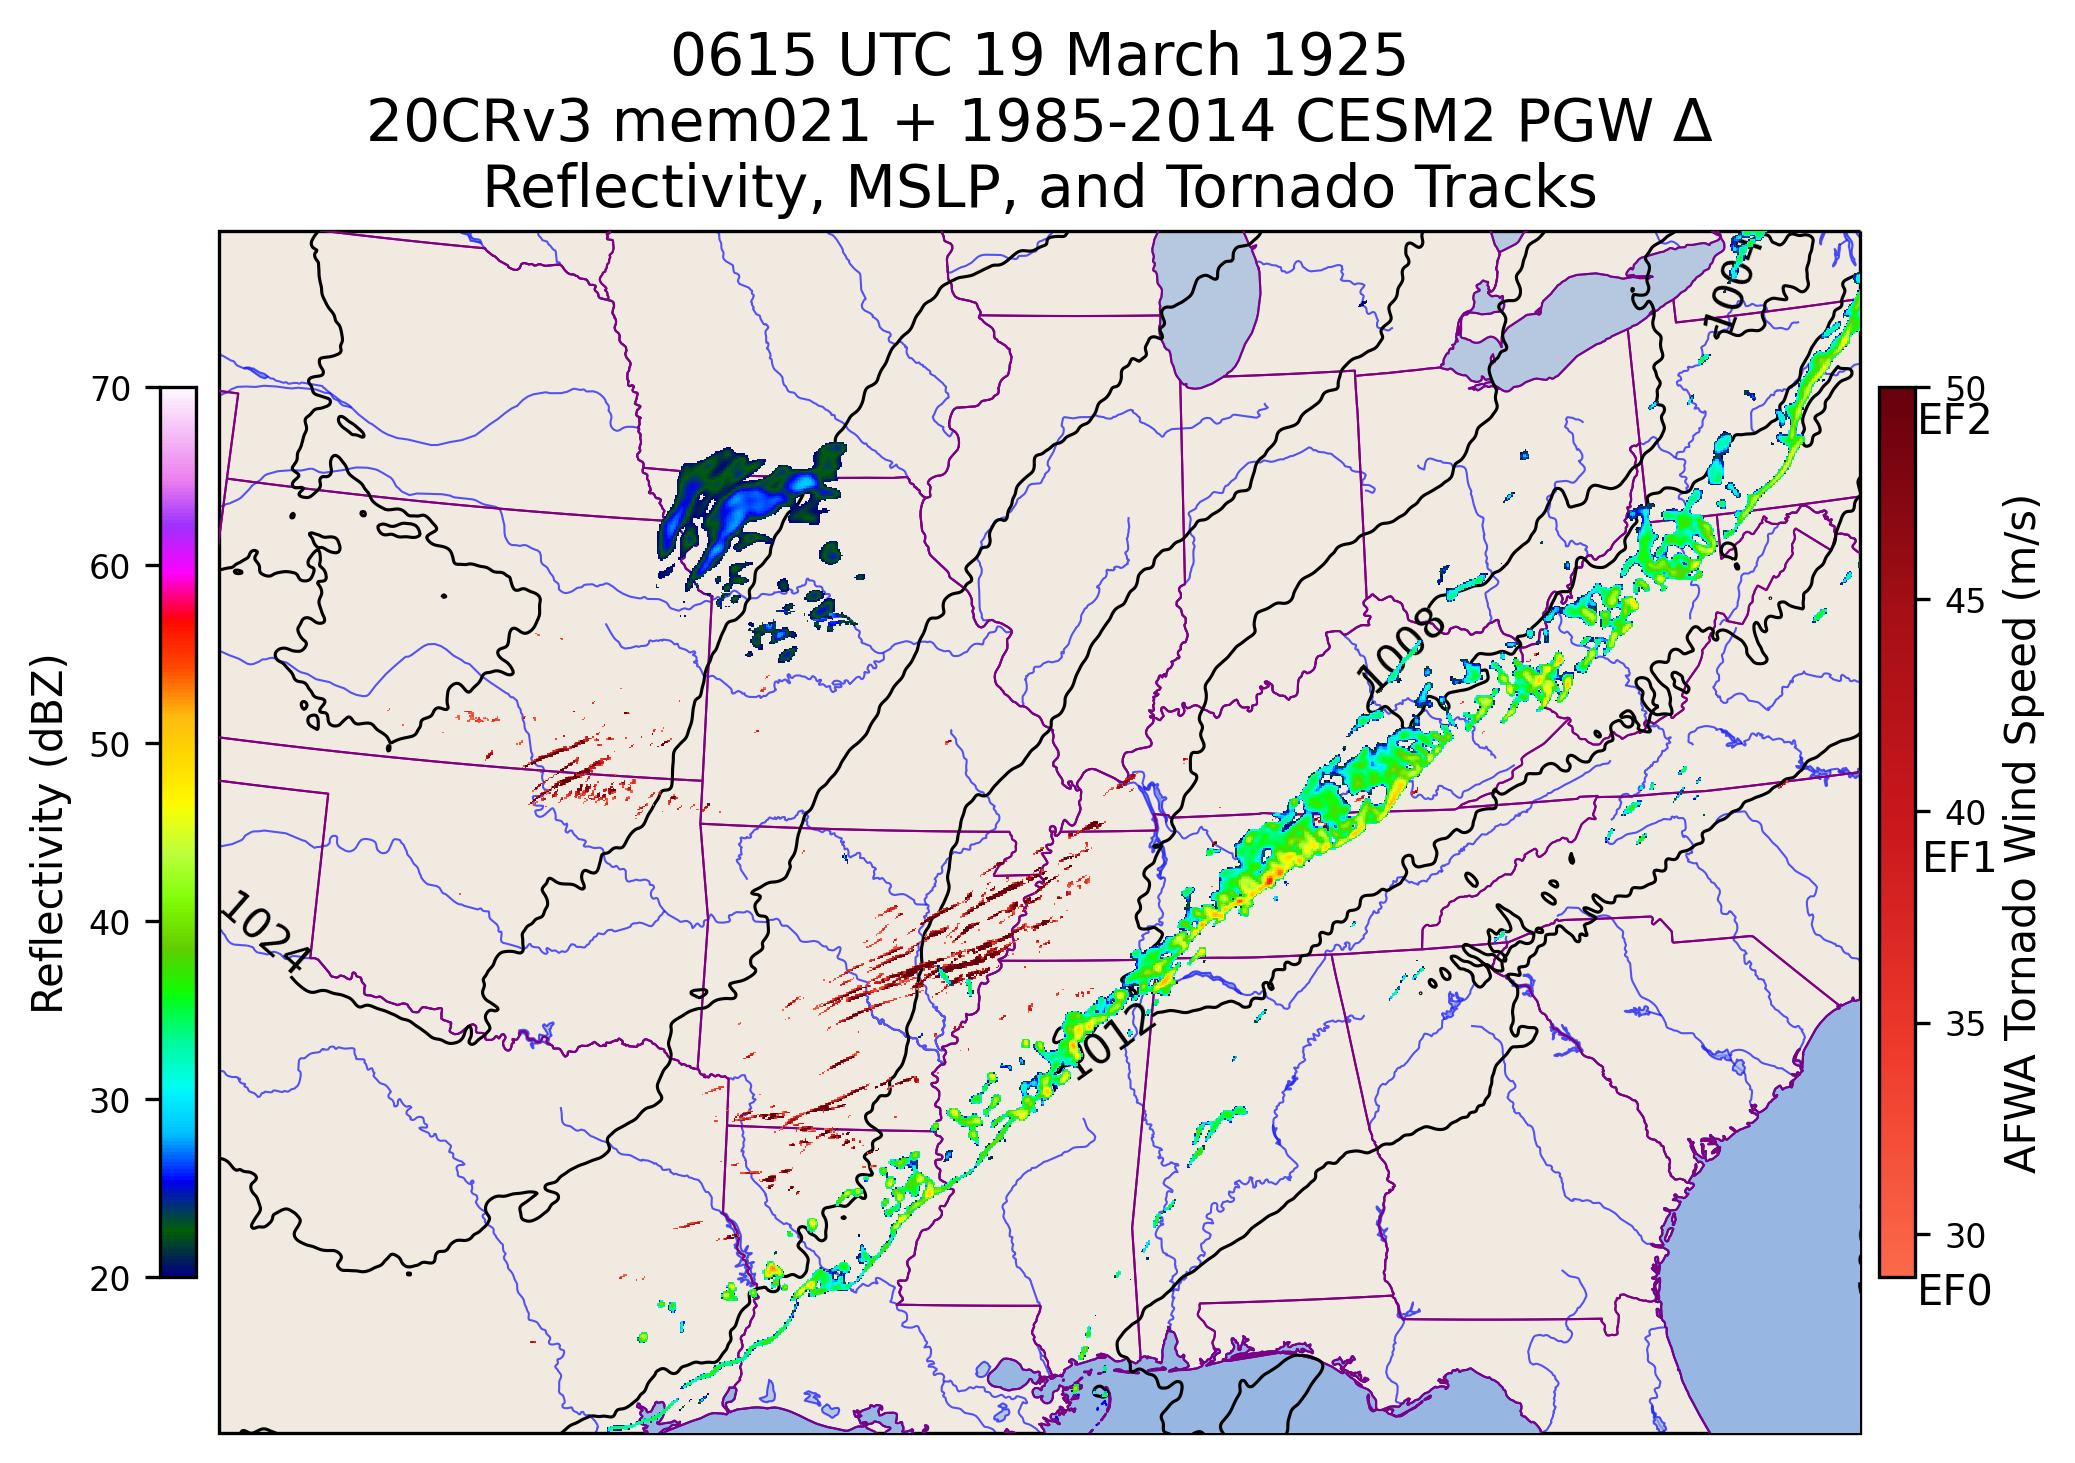 0615 UTC 19 March 1925
20CRv3 mem021 + 1985-2014 CESM2 PGW Δ
Reflectivity, MSLP, and Tornado Tracks
70
60
50
40
30
20
Reflectivity (dBZ)
1024
1008
1012
50
EF2
45
40
EF1
35
30
EF0
AFWA Tornado Wind Speed (m/s)